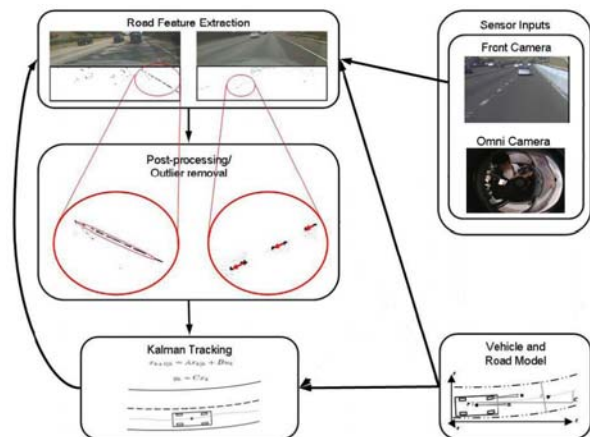 Road Feature Extraction
Sensor Inputs
Front Camera
Omni Camera
Post-processing/
Outlier removal
Kalman Tracking
Vehicle and
Road Model